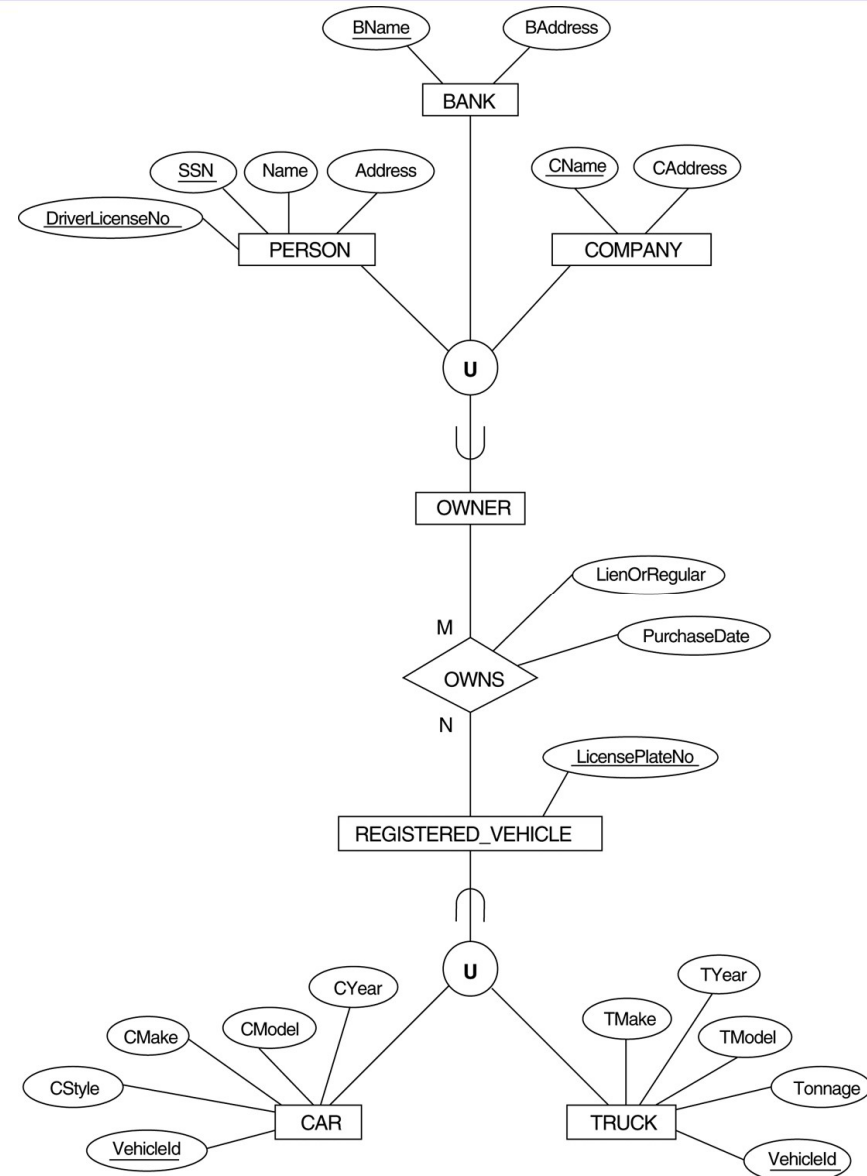 BName
BAddress
BANK
SSN
Name
Address
CName
CAddress
DriverLicenseNo
PERSON
COMPANY
U
OWNER
LienOrRegular
M
PurchaseDate
OWNS
N
LicensePlateNo
REGISTERED_VEHICLE
U
TYear
CYear
TMake
CModel
CMake
TModel
CStyle
Tonnage
CAR
TRUCK
VehicleId
VehicleId